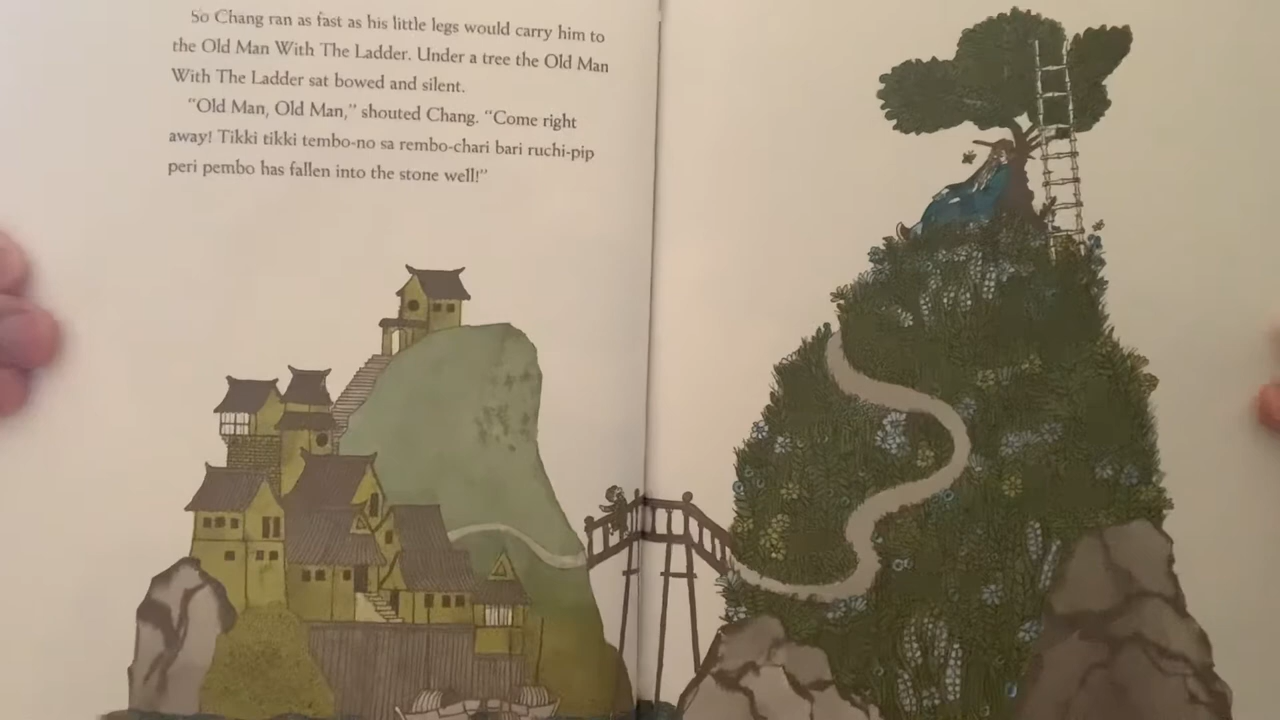 So Chang ran as fast as his little legs would carry him to
the Old Man With The Ladder. Under a tree the Old Man
With The Ladder sat bowed and silent.
"Old Man, Old Man," shouted Chang. "Come right
away! Tikki tikki tembo-no sa rembo-chari bari ruchi-pip
peri pembo has fallen into the stone well!"